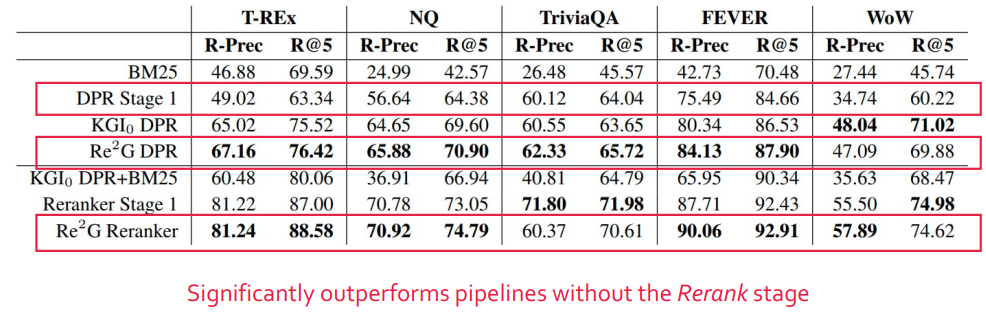 T-REx NQ TriviaQA FEVER WoW
R-Prec R@5 R-Prec R@5 R-Prec R@5 R-Prec R@5 R-Prec R@5
BM25 46.88 69.59 24.99 42.57 26.48 45.57 42.73 70.48 27.44 45.74
DPR Stage 1 49.02 63.34 56.64 64.38 60.12 64.04 75.49 84.66 34.74 60.22
KGI₀ DPR 65.02 75.52 64.65 69.60 60.55 63.65 80.34 86.53 48.04 71.02
Re²G DPR 67.16 76.42 65.88 70.90 62.33 65.72 84.13 87.90 47.09 69.88
KGI₀ DPR+BM25 60.48 80.06 36.91 66.94 40.81 64.79 65.95 90.34 35.63 68.47
Reranker Stage 1 81.22 87.00 70.78 73.05 71.80 71.98 87.71 92.43 55.50 74.98
Re²G Reranker 81.24 88.58 70.92 74.79 60.37 70.61 90.06 92.91 57.89 74.62
Significantly outperforms pipelines without the Rerank stage